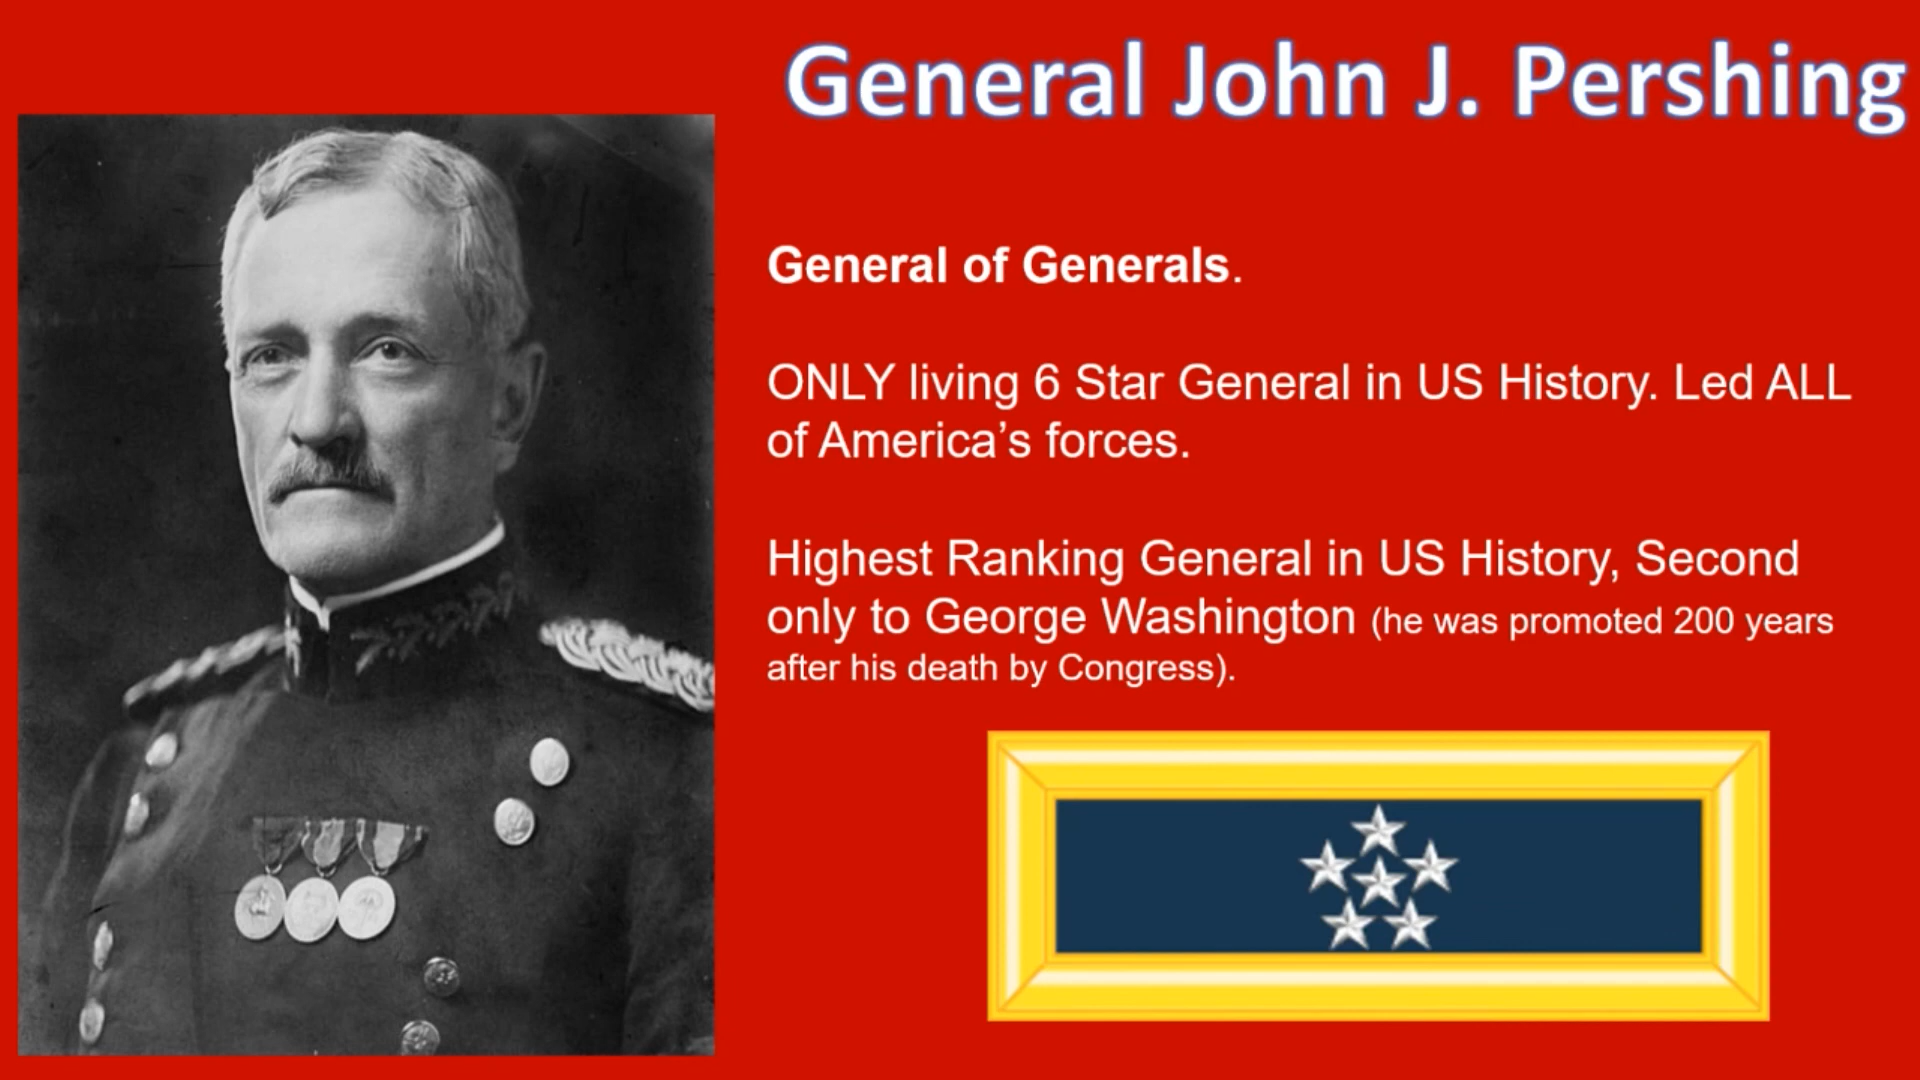 General John J. Pershing
General of Generals.
ONLY living 6 Star General in US History. Led ALL
of America’s forces.
Highest Ranking General in US History, Second
only to George Washington (he was promoted 200 years
after his death by Congress).